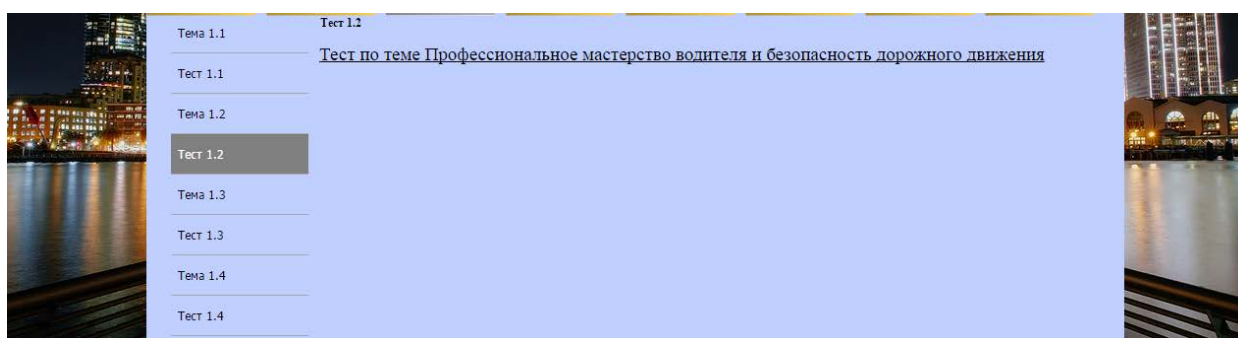 Тема 1.1
Тест 1.1
Тема 1.2
Тест 1.2
Тема 1.3
Тест 1.3
Тема 1.4
Тест 1.4
Тест 1.2
Тест по теме Профессиональное мастерство водителя и безопасность дорожного движения